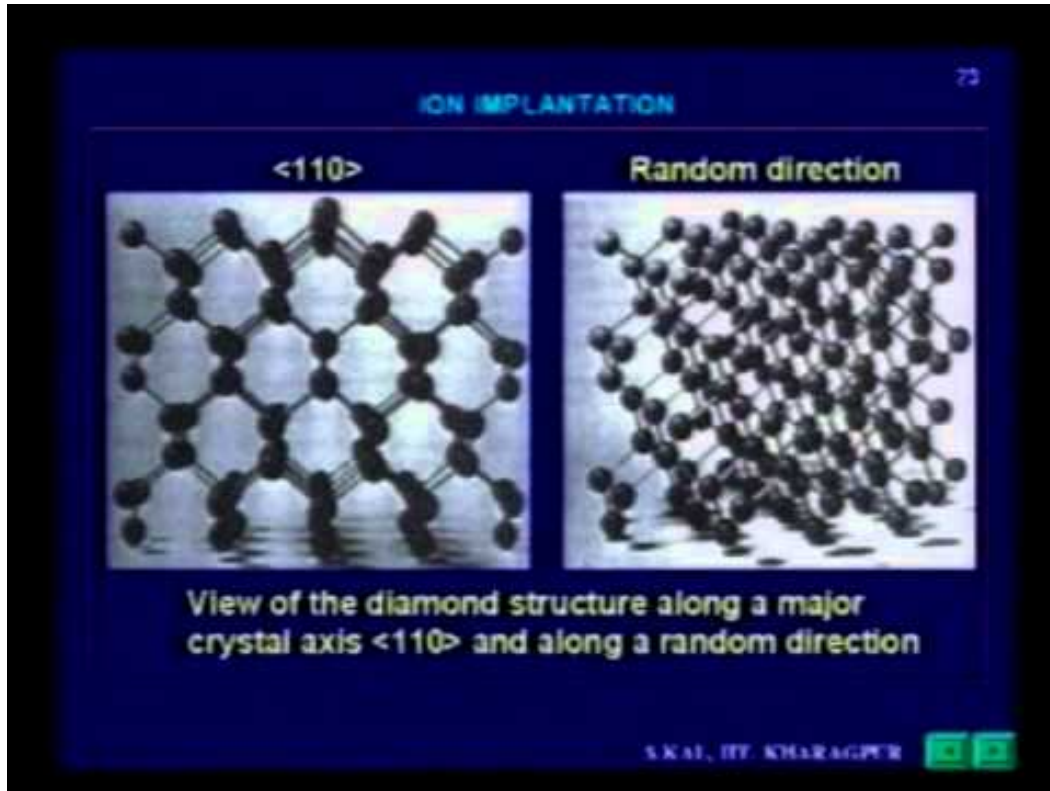 73
ION IMPLANTATION
<110>
Random direction
View of the diamond structure along a major
crystal axis <110> and along a random direction
S.KAL, IIT. KHARAGPUR